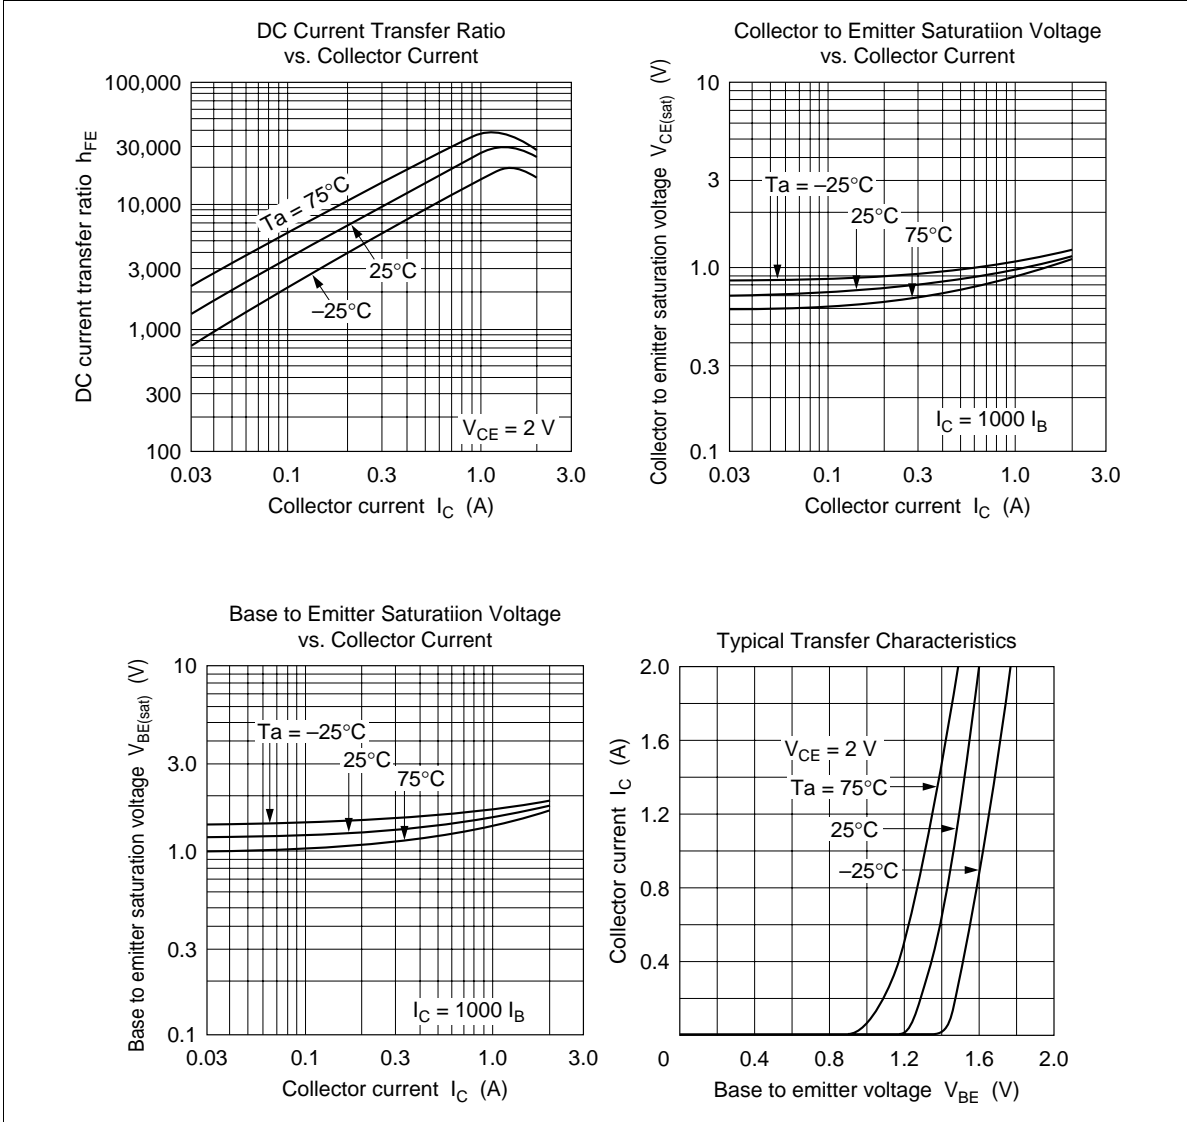 DC Current Transfer Ratio
vs. Collector Current
DC current transfer ratio hFE
100,000
30,000
10,000
3,000
1,000
300
100
Ta = 75°C
25°C
–25°C
VCE = 2 V
0.03 0.1 0.3 1.0 3.0
Collector current IC (A)
Collector to Emitter Saturatiion Voltage
vs. Collector Current
Collector to emitter saturation voltage VCE(sat) (V)
10
3
1.0
0.3
0.1
Ta = –25°C
25°C
75°C
IC = 1000 IB
0.03 0.1 0.3 1.0 3.0
Collector current IC (A)
Base to Emitter Saturatiion Voltage
vs. Collector Current
Base to emitter saturation voltage VBE(sat) (V)
10
3.0
1.0
0.3
0.1
Ta = –25°C
25°C
75°C
IC = 1000 IB
0.03 0.1 0.3 1.0 3.0
Collector current IC (A)
Typical Transfer Characteristics
Collector current IC (A)
2.0
1.6
1.2
0.8
0.4
VCE = 2 V
Ta = 75°C
25°C
–25°C
0 0.4 0.8 1.2 1.6 2.0
Base to emitter voltage VBE (V)